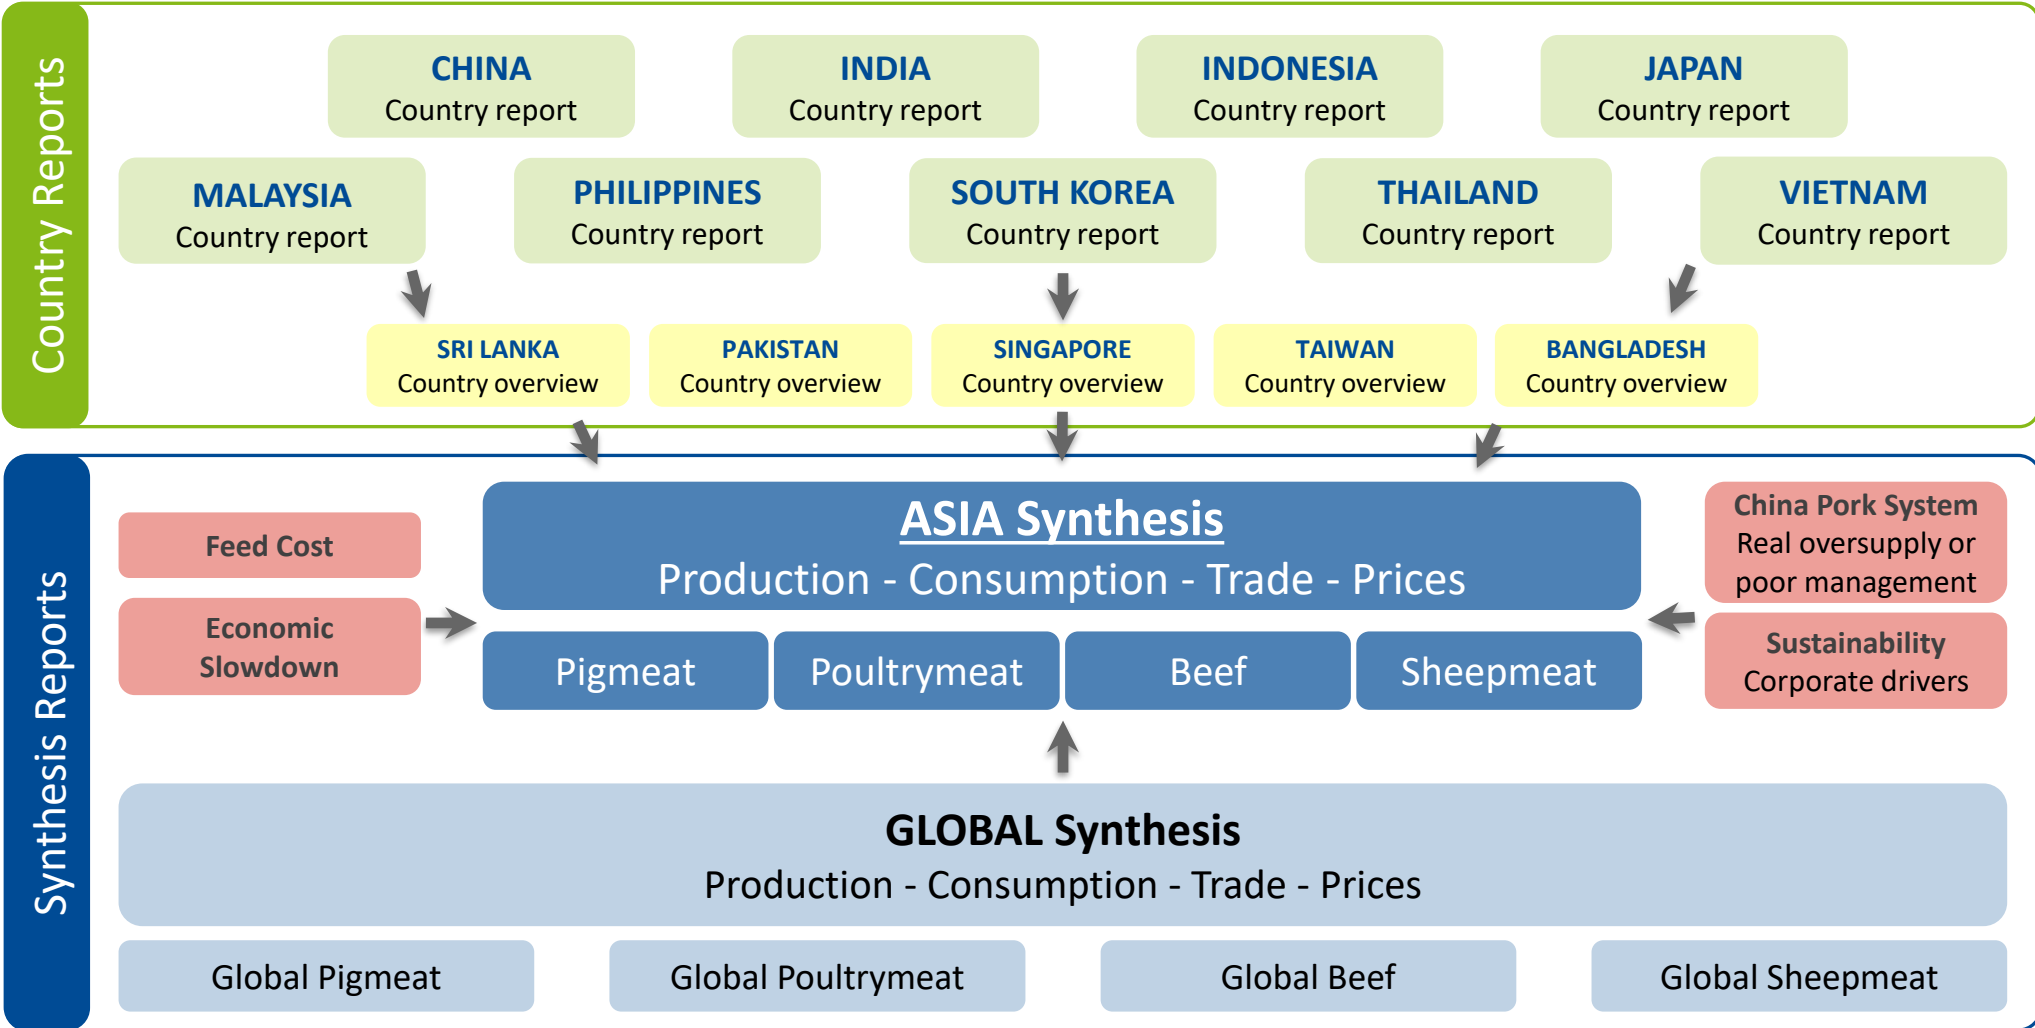 Country Reports
CHINA
Country report
INDIA
Country report
INDONESIA
Country report
JAPAN
Country report
MALAYSIA
Country report
PHILIPPINES
Country report
SOUTH KOREA
Country report
THAILAND
Country report
VIETNAM
Country report
SRI LANKA
Country overview
PAKISTAN
Country overview
SINGAPORE
Country overview
TAIWAN
Country overview
BANGLADESH
Country overview
Synthesis Reports
Feed Cost
Economic
Slowdown
ASIA Synthesis
Production - Consumption - Trade - Prices
Pigmeat
Poultrymeat
Beef
Sheepmeat
China Pork System
Real oversupply or
poor management
Sustainability
Corporate drivers
GLOBAL Synthesis
Production - Consumption - Trade - Prices
Global Pigmeat
Global Poultrymeat
Global Beef
Global Sheepmeat